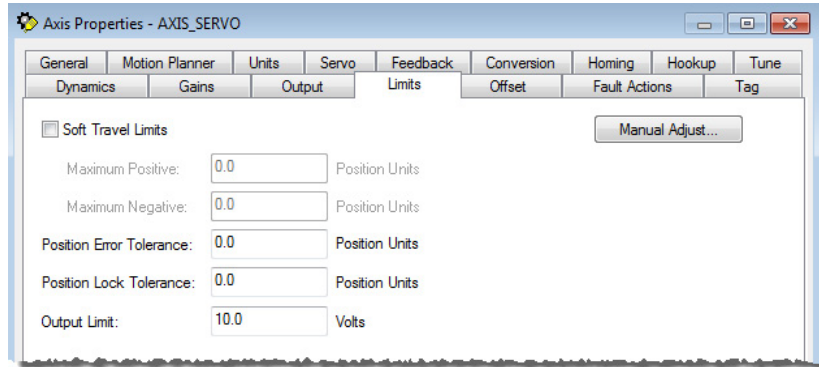 Axis Properties - AXIS_SERVO
General Motion Planner Units Servo Feedback Conversion Homing Hookup Tune
Dynamics Gains Output Limits Offset Fault Actions Tag
Soft Travel Limits Manual Adjust...
Maximum Positive: 0.0 Position Units
Maximum Negative: 0.0 Position Units
Position Error Tolerance: 0.0 Position Units
Position Lock Tolerance: 0.0 Position Units
Output Limit: 10.0 Volts